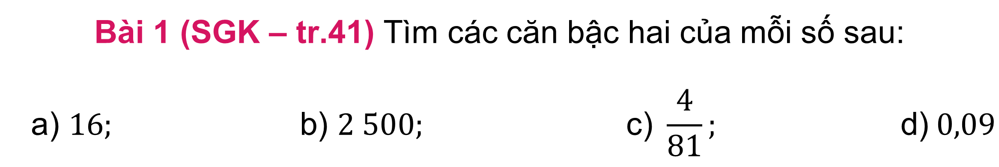 Bài 1 (SGK – tr.41) Tìm các căn bậc hai của mỗi số sau:
a) 16; b) 2 500; c) 4/81; d) 0,09